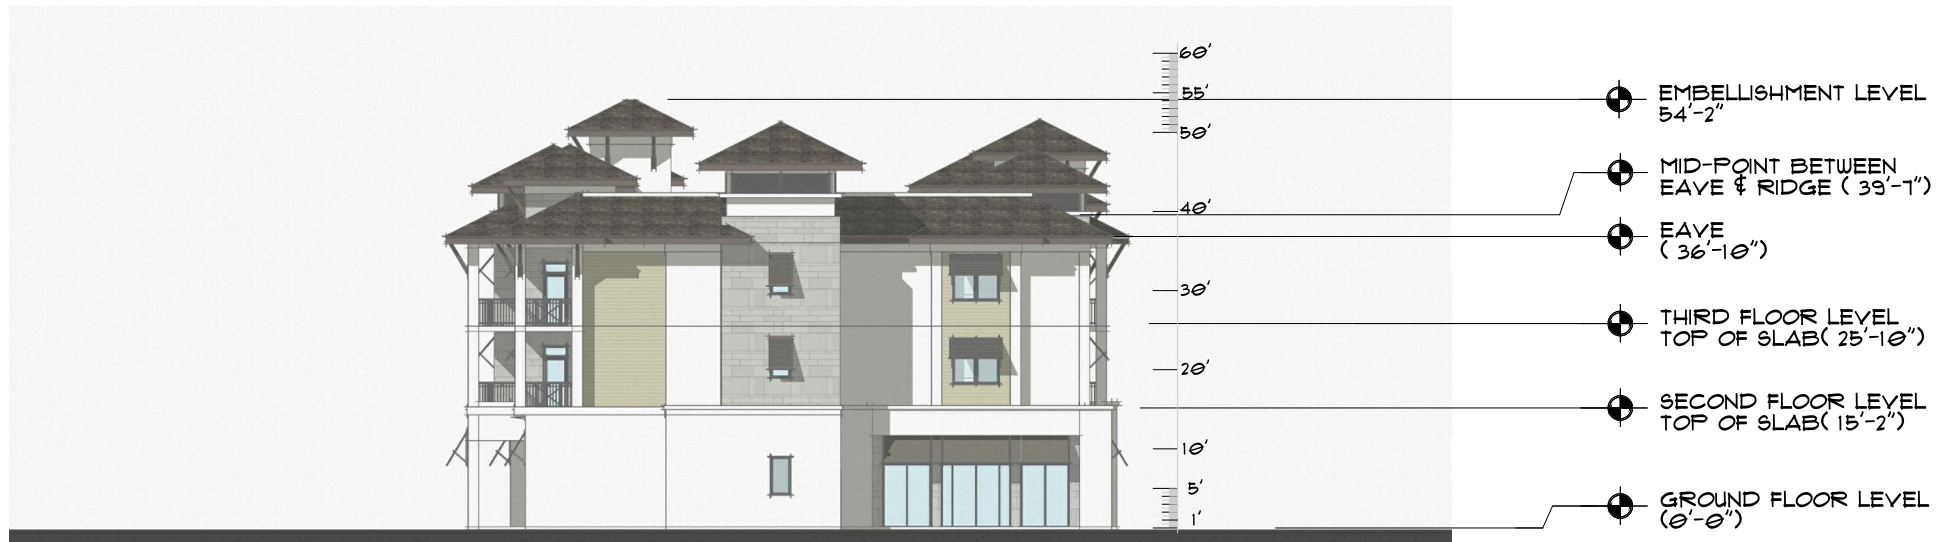 60'
55'
50'
40'
30'
20'
10'
5'
1'
EMBELLISHMENT LEVEL
54'-2"
MID-POINT BETWEEN
EAVE & RIDGE ( 39'-7")
EAVE
( 36'-10")
THIRD FLOOR LEVEL
TOP OF SLAB( 25'-10")
SECOND FLOOR LEVEL
TOP OF SLAB( 15'-2")
GROUND FLOOR LEVEL
(0'-0")